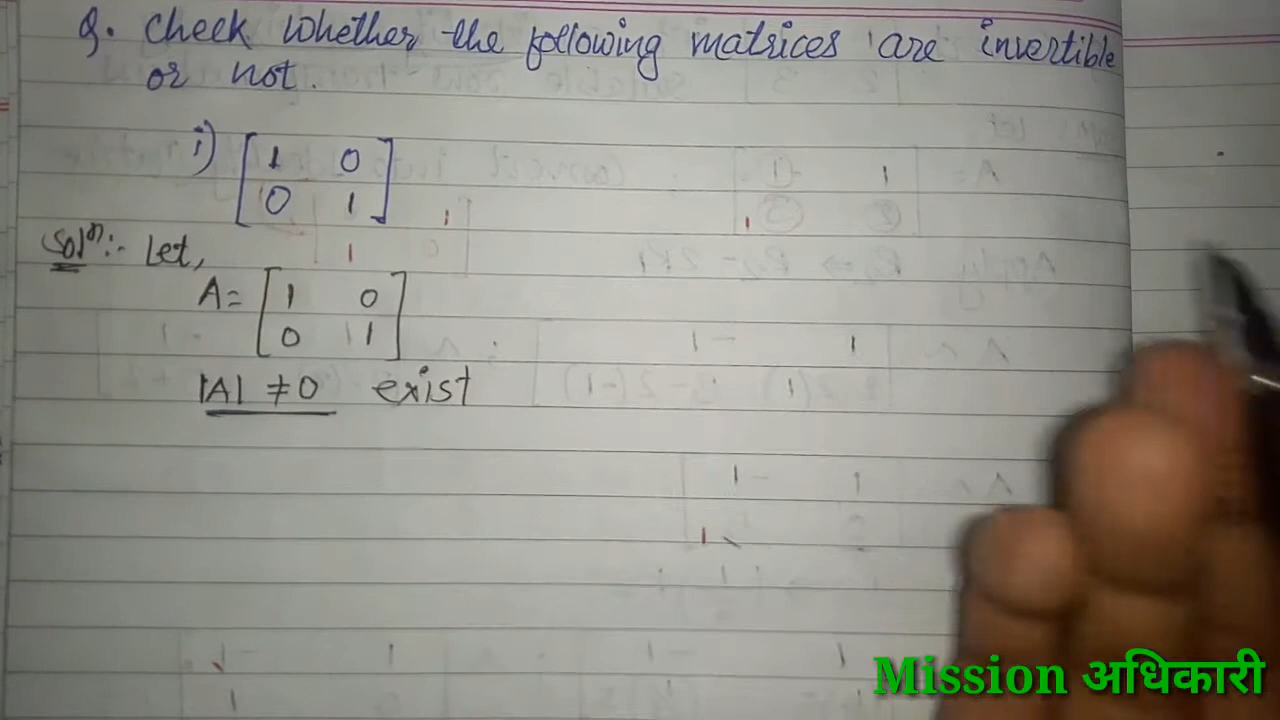 Q. Check whether the following matrices are invertible
or not.
i) [1 0
0 1]
Solⁿ:- Let,
A= [1 0
0 1]
|A| ≠0 exist
Mission अधिकारी